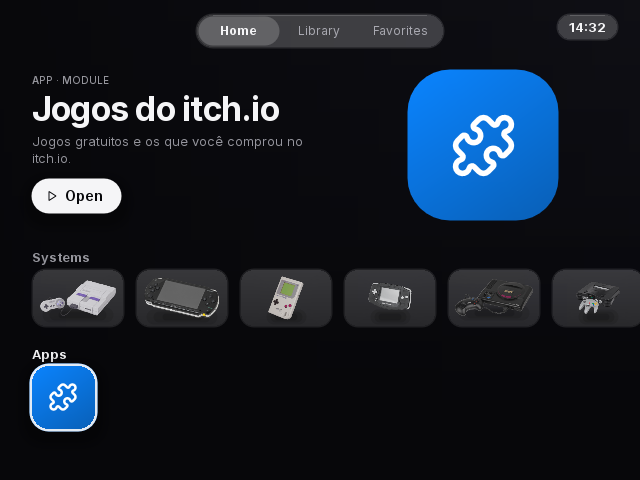 Home
Library
Favorites
14:32
APP · MODULE
Jogos do itch.io
Jogos gratuitos e os que você comprou no
itch.io.
Open
Systems
Apps